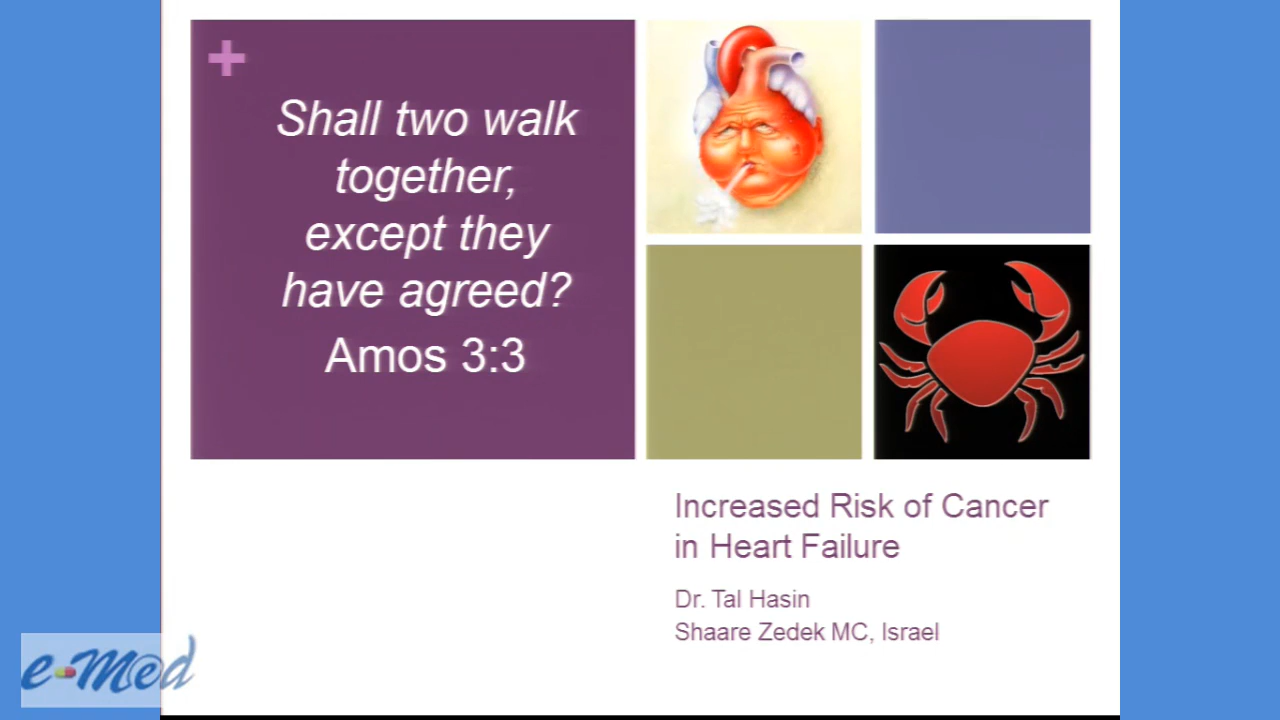 +
Shall two walk
together,
except they
have agreed?
Amos 3:3
Increased Risk of Cancer
in Heart Failure
Dr. Tal Hasin
Shaare Zedek MC, Israel
e-Med